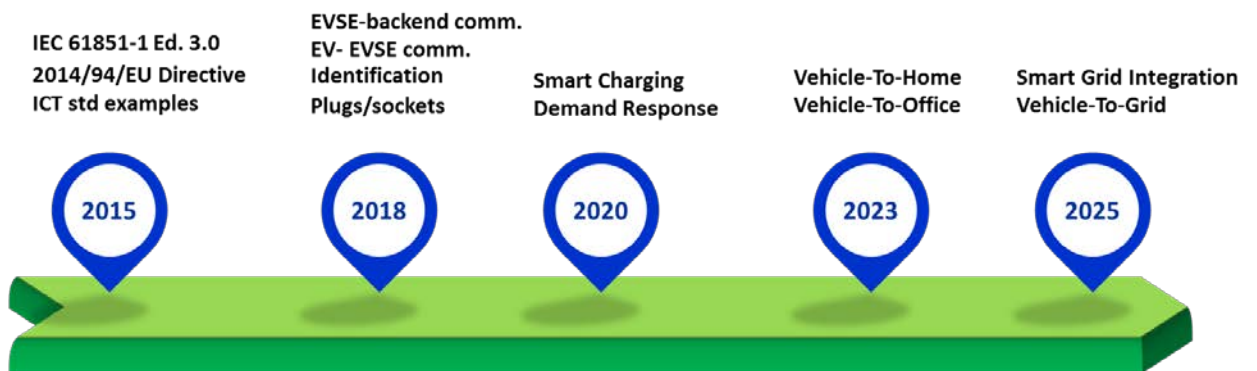 IEC 61851-1 Ed. 3.0
2014/94/EU Directive
ICT std examples
EVSE-backend comm.
EV- EVSE comm.
Identification
Plugs/sockets
Smart Charging
Demand Response
Vehicle-To-Home
Vehicle-To-Office
Smart Grid Integration
Vehicle-To-Grid
2015
2018
2020
2023
2025